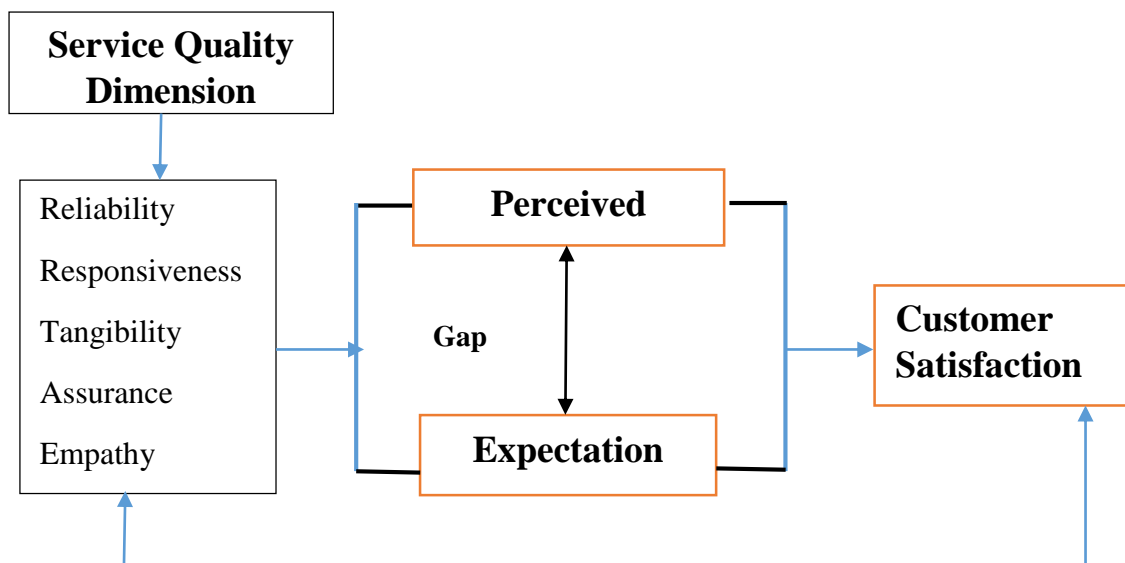 Service Quality
Dimension
Reliability
Responsiveness
Tangibility
Assurance
Empathy
Perceived
Gap
Expectation
Customer
Satisfaction